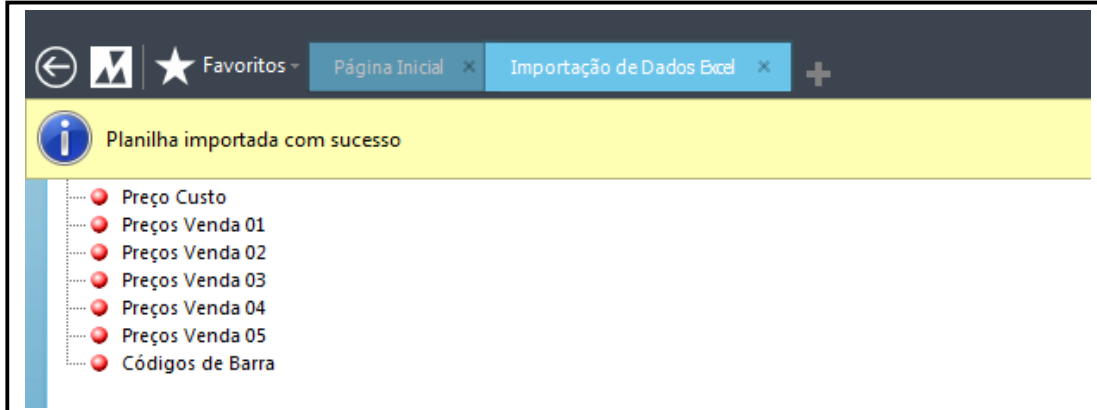 Favoritos Página Inicial × Importação de Dados Excel ×
Planilha importada com sucesso
Preço Custo
Preços Venda 01
Preços Venda 02
Preços Venda 03
Preços Venda 04
Preços Venda 05
Códigos de Barra